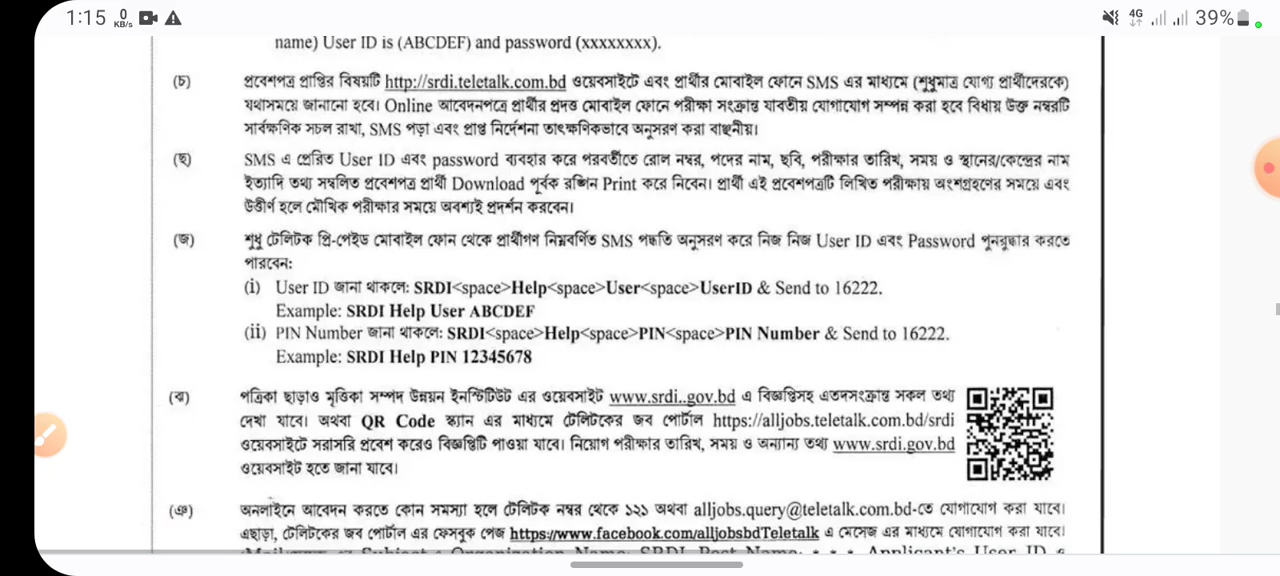 1:15 0 KB/s 4G 39%
name) User ID is (ABCDEF) and password (xxxxxxxx).
(চ) প্রবেশপত্র প্রাপ্তির বিষয়টি http://srdi.teletalk.com.bd ওয়েবসাইটে এবং প্রার্থীর মোবাইল ফোনে SMS এর মাধ্যমে (শুধুমাত্র যোগ্য প্রার্থীদেরকে)
যথাসময়ে জানানো হবে। Online আবেদনপত্রে প্রার্থীর প্রদত্ত মোবাইল ফোনে পরীক্ষা সংক্রান্ত যাবতীয় যোগাযোগ সম্পন্ন করা হবে বিধায় উক্ত নম্বরটি
সার্বক্ষণিক সচল রাখা, SMS পড়া এবং প্রাপ্ত নির্দেশনা তাৎক্ষণিকভাবে অনুসরণ করা বাঞ্ছনীয়।
(ছ) SMS এ প্রেরিত User ID এবং password ব্যবহার করে পরবর্তীতে রোল নম্বর, পদের নাম, ছবি, পরীক্ষার তারিখ, সময় ও স্থানের/কেন্দ্রের নাম
ইত্যাদি তথ্য সম্বলিত প্রবেশপত্র প্রার্থী Download পূর্বক রঙ্গিন Print করে নিবেন। প্রার্থী এই প্রবেশপত্রটি লিখিত পরীক্ষায় অংশগ্রহণের সময়ে এবং
উত্তীর্ণ হলে মৌখিক পরীক্ষার সময়ে অবশ্যই প্রদর্শন করবেন।
(জ) শুধু টেলিটক প্রি-পেইড মোবাইল ফোন থেকে প্রার্থীগণ নিম্নবর্ণিত SMS পদ্ধতি অনুসরণ করে নিজ নিজ User ID এবং Password পুনরুদ্ধার করতে
পারবেন:
(i) User ID জানা থাকলে: SRDI<space>Help<space>User<space>UserID & Send to 16222.
Example: SRDI Help User ABCDEF
(ii) PIN Number জানা থাকলে: SRDI<space>Help<space>PIN<space>PIN Number & Send to 16222.
Example: SRDI Help PIN 12345678
(ঝ) পত্রিকা ছাড়াও মৃত্তিকা সম্পদ উন্নয়ন ইনস্টিটিউট এর ওয়েবসাইট www.srdi..gov.bd এ বিজ্ঞপ্তিসহ এতদসংক্রান্ত সকল তথ্য
দেখা যাবে। অথবা QR Code স্ক্যান এর মাধ্যমে টেলিটকের জব পোর্টাল https://alljobs.teletalk.com.bd/srdi
ওয়েবসাইটে সরাসরি প্রবেশ করেও বিজ্ঞপ্তিটি পাওয়া যাবে। নিয়োগ পরীক্ষার তারিখ, সময় ও অন্যান্য তথ্য www.srdi.gov.bd
ওয়েবসাইট হতে জানা যাবে।
(ঞ) অনলাইনে আবেদন করতে কোন সমস্যা হলে টেলিটক নম্বর থেকে ১২১ অথবা alljobs.query@teletalk.com.bd-তে যোগাযোগ করা যাবে।
এছাড়া, টেলিটকের জব পোর্টাল এর ফেসবুক পেজ https://www.facebook.com/alljobsbdTeletalk এ মেসেজ এর মাধ্যমে যোগাযোগ করা যাবে।
Organization Name: SRDI, Post Name: * * * Applicant's User ID